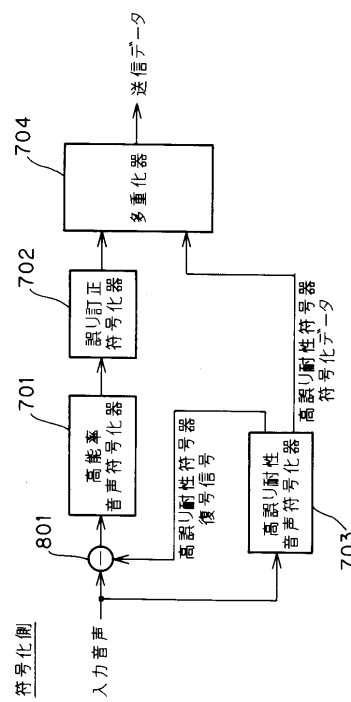 符号化側
入力音声
801
701
高能率
音声符号化器
702
誤り訂正
符号化器
704
多重化器
送信データ
高誤り耐性符号器
復号信号
高誤り耐性
音声符号化器
703
高誤り耐性符号器
符号化データ